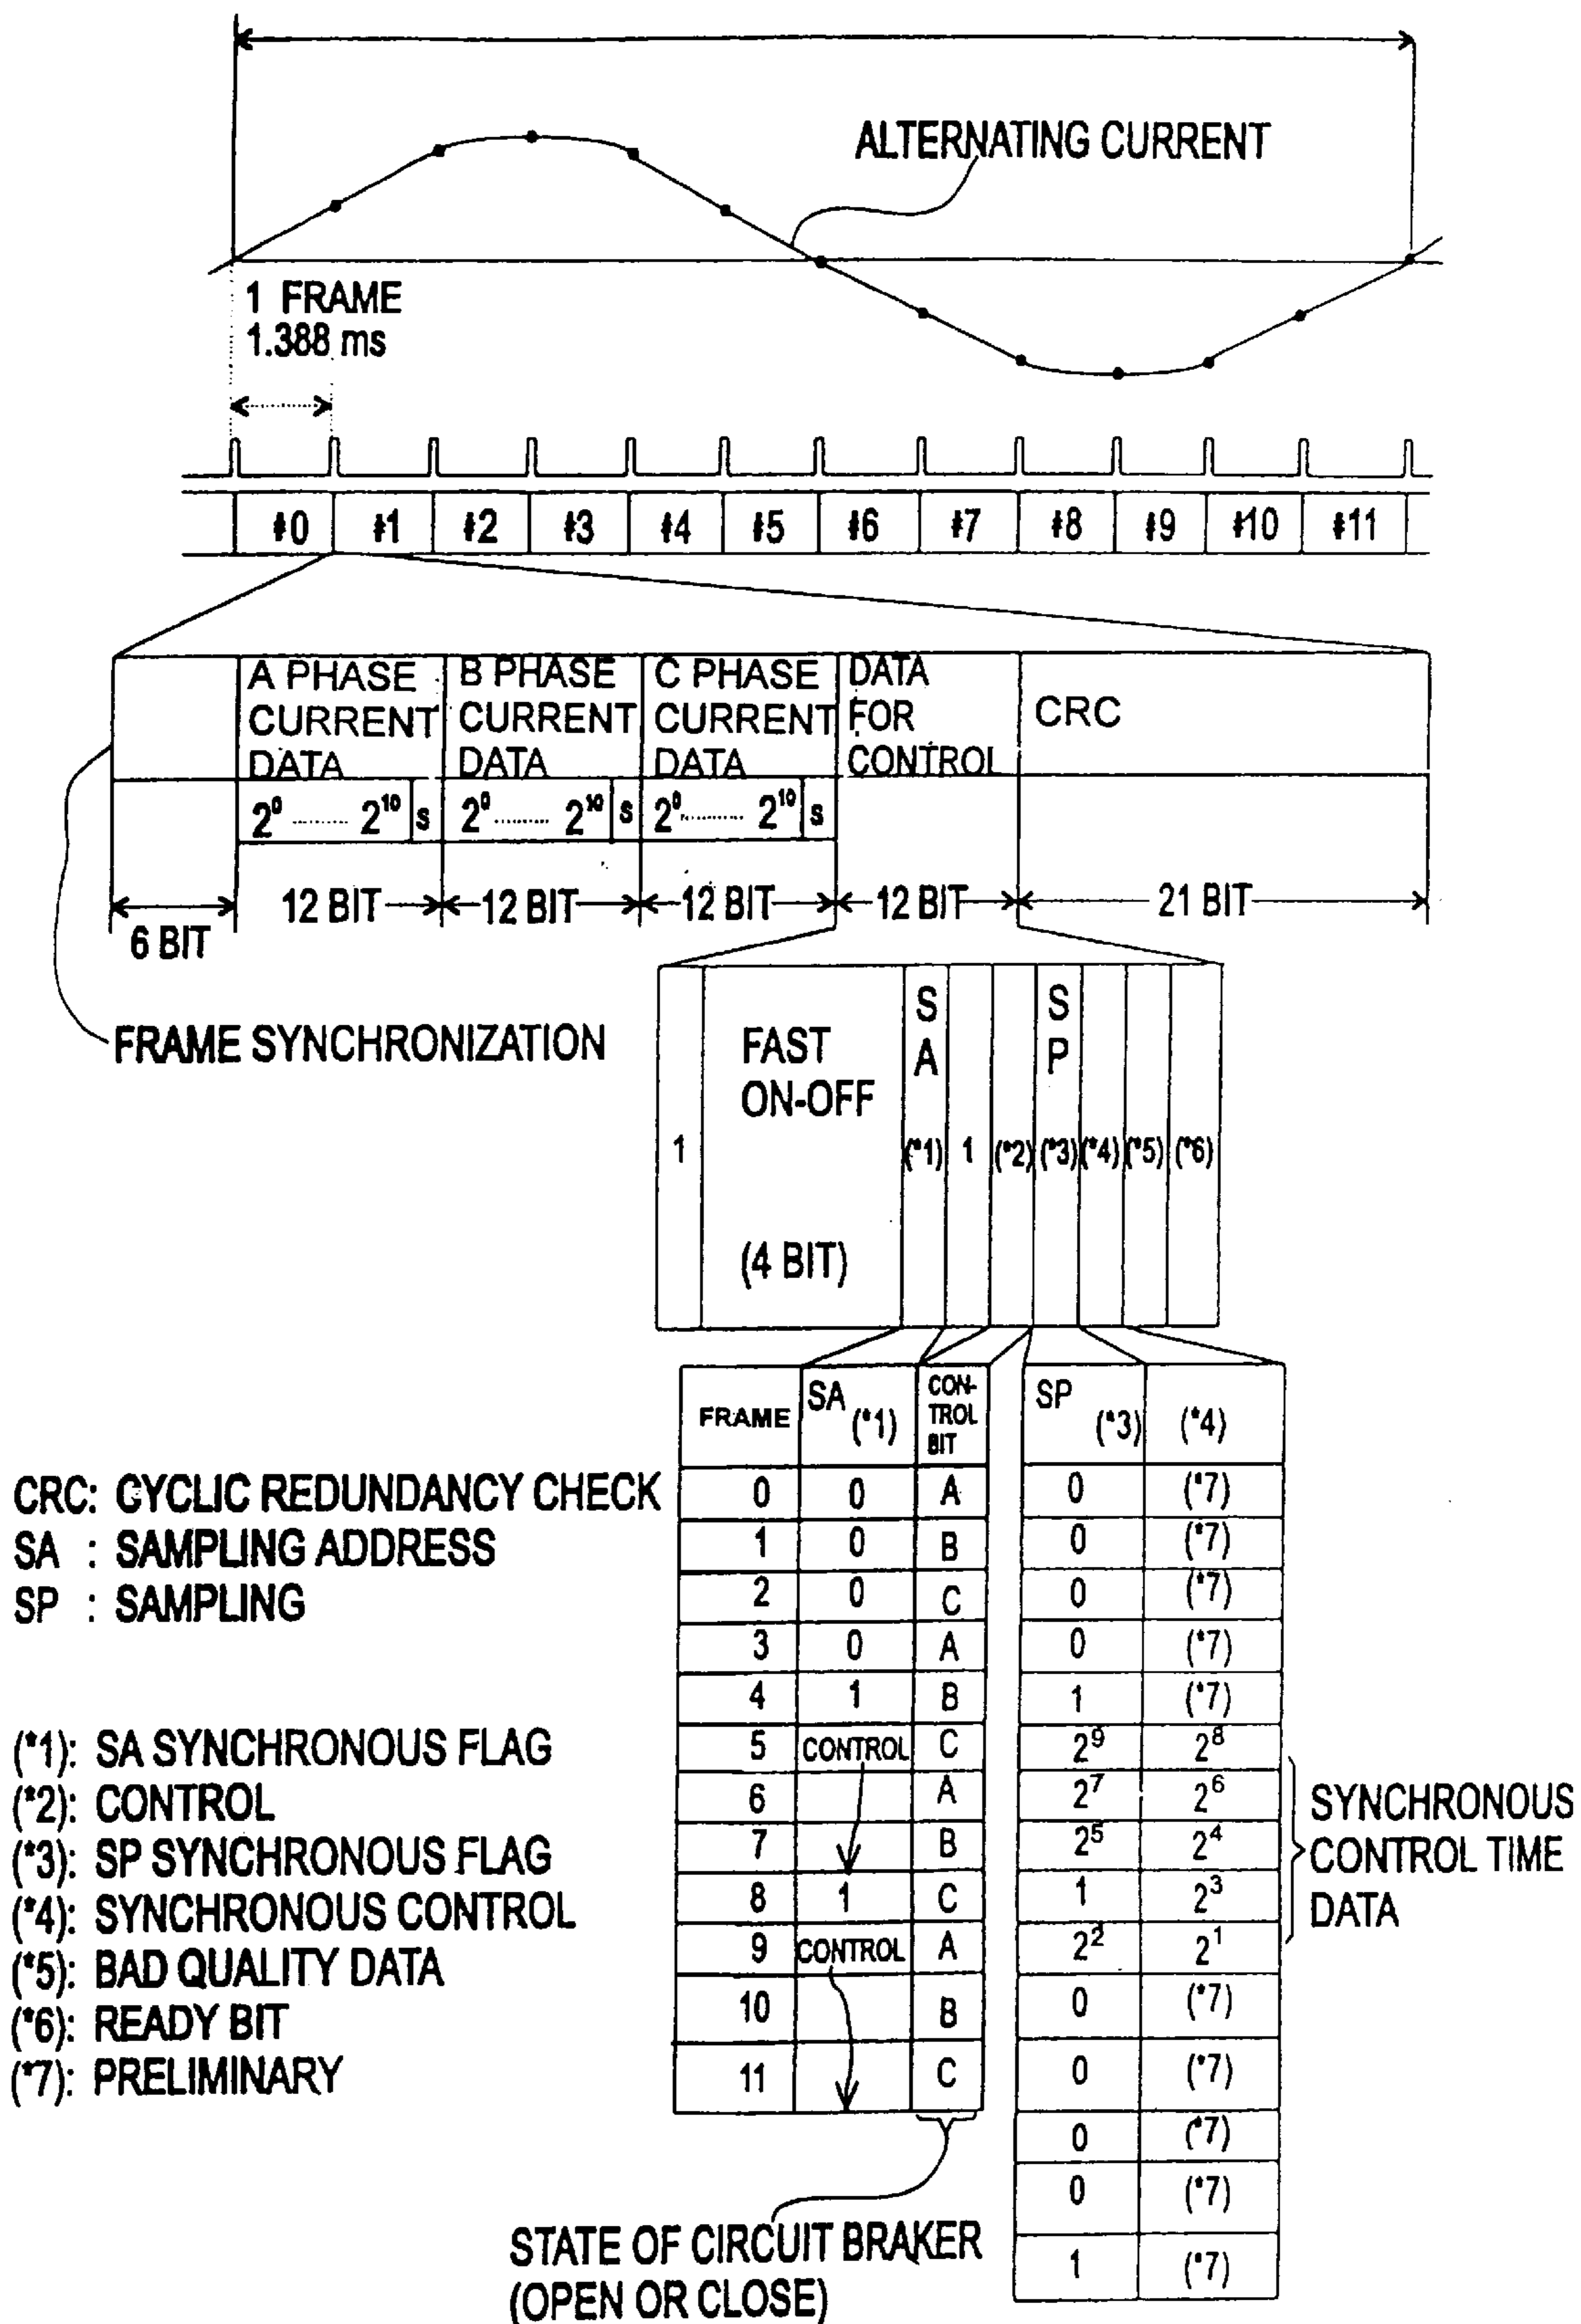 ALTERNATING CURRENT
1 FRAME
1.388 ms
#0 #1 #2 #3 #4 #5 #6 #7 #8 #9 #10 #11
A PHASE CURRENT DATA
B PHASE CURRENT DATA
C PHASE CURRENT DATA
DATA FOR CONTROL
CRC
2⁰ ........ 2¹⁰ s
2⁰ ........ 2¹⁰ s
2⁰ ........ 2¹⁰ s
6 BIT
12 BIT
12 BIT
12 BIT
12 BIT
21 BIT
FRAME SYNCHRONIZATION
1
FAST
ON-OFF
(4 BIT)
SA
(*1)
1
(*2)
SP
(*3)
(*4)
(*5)
(*6)
FRAME SA (*1) CON-TROL BIT SP (*3) (*4)
0 0 A 0 (*7)
1 0 B 0 (*7)
2 0 C 0 (*7)
3 0 A 0 (*7)
4 1 B 1 (*7)
5 CONTROL C 2⁹ 2⁸
6 A 2⁷ 2⁶
7 B 2⁵ 2⁴
8 1 C 1 2³
9 CONTROL A 2² 2¹
10 B 0 (*7)
11 C 0 (*7)
0 (*7)
0 (*7)
1 (*7)
SYNCHRONOUS
CONTROL TIME
DATA
STATE OF CIRCUIT BRAKER
(OPEN OR CLOSE)
CRC: CYCLIC REDUNDANCY CHECK
SA : SAMPLING ADDRESS
SP : SAMPLING
(*1): SA SYNCHRONOUS FLAG
(*2): CONTROL
(*3): SP SYNCHRONOUS FLAG
(*4): SYNCHRONOUS CONTROL
(*5): BAD QUALITY DATA
(*6): READY BIT
(*7): PRELIMINARY